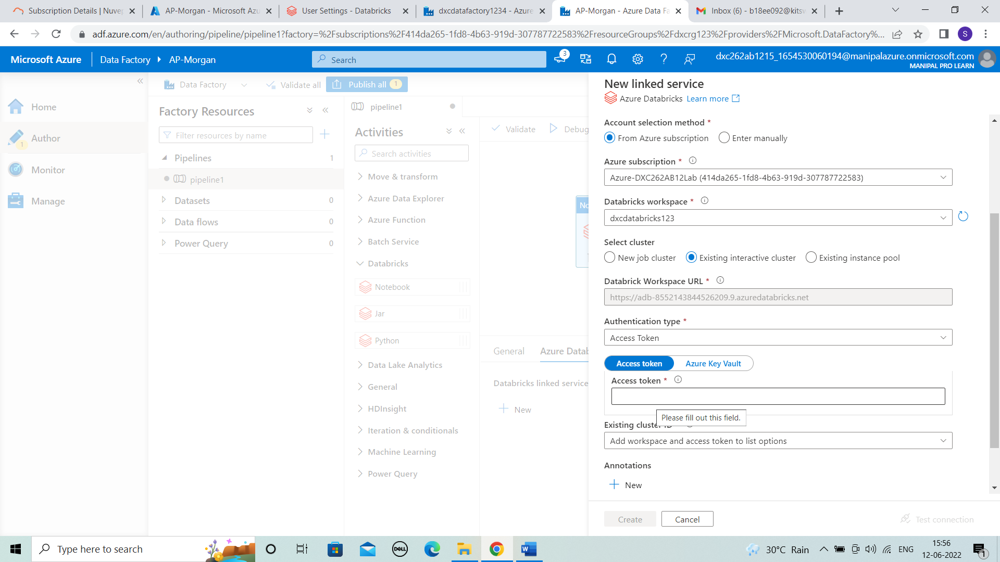 Subscription Details | Nuvep
AP-Morgan - Microsoft Azu
User Settings - Databricks
dxcdatafactory1234 - Azure
AP-Morgan - Azure Data Fa
Inbox (6) - b18ee092@kitsw
adf.azure.com/en/authoring/pipeline/pipeline1?factory=%2Fsubscriptions%2F414da265-1fd8-4b63-919d-307787722583%2FresourceGroups%2Fdxcrg123%2Fproviders%2FMicrosoft.DataFactory%...
S
Microsoft Azure
Data Factory
AP-Morgan
Search
3
dxc262ab1215_1654530060194@manipalazure.onmicrosoft.com
MANIPAL PRO LEARN
Home
Author
1
Monitor
Manage
Data Factory
Validate all
Publish all
1
Factory Resources
Filter resources by name
Pipelines
1
pipeline1
Datasets
0
Data flows
0
Power Query
0
pipeline1
Activities
Search activities
Move & transform
Azure Data Explorer
Azure Function
Batch Service
Databricks
Notebook
Jar
Python
Data Lake Analytics
General
HDInsight
Iteration & conditionals
Machine Learning
Power Query
Validate
Debug
No
General
Azure Datab
Databricks linked service
New
New linked service
Azure Databricks
Learn more
Account selection method *
From Azure subscription
Enter manually
Azure subscription *
Azure-DXC262AB12Lab (414da265-1fd8-4b63-919d-307787722583)
Databricks workspace *
dxcdatabricks123
Select cluster
New job cluster
Existing interactive cluster
Existing instance pool
Databrick Workspace URL *
https://adb-8552143844526209.9.azuredatabricks.net
Authentication type *
Access Token
Access token
Azure Key Vault
Access token *
Please fill out this field.
Existing cluster ID
Add workspace and access token to list options
Annotations
New
Create
Cancel
Test connection
Type here to search
DELL
30°C Rain
ENG
15:56
12-06-2022
1